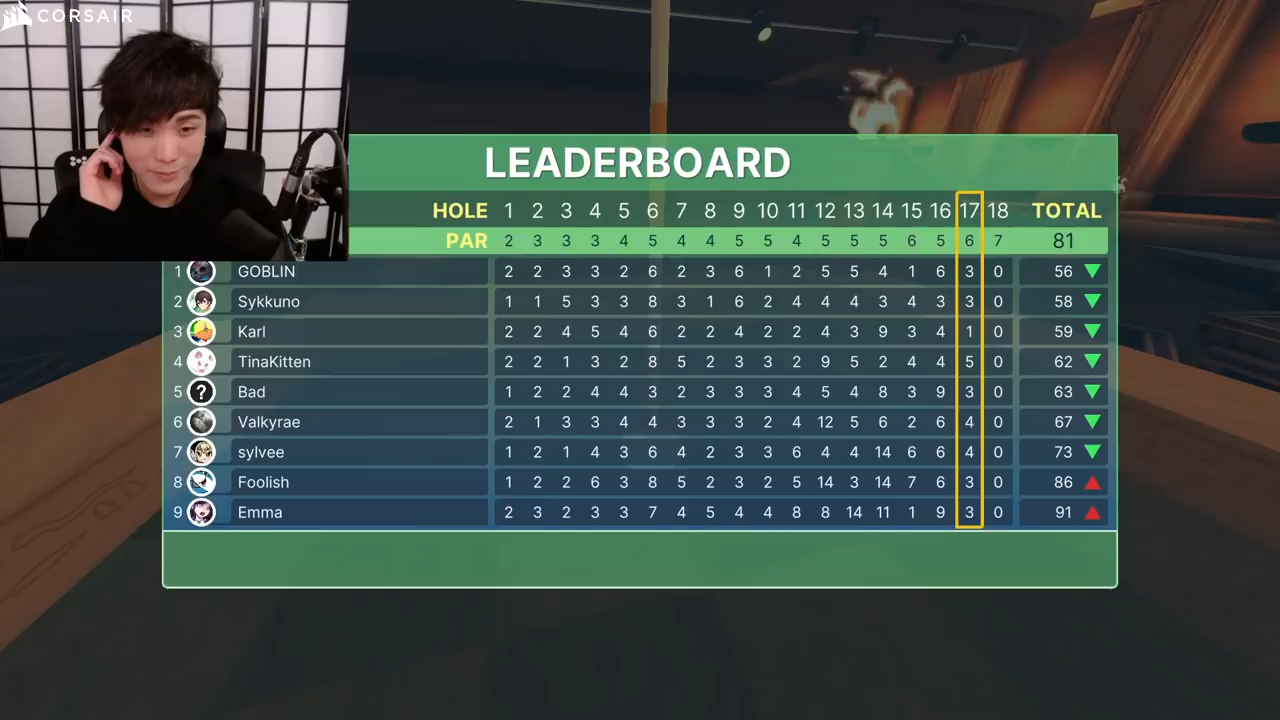 CORSAIR
LEADERBOARD
HOLE 1 2 3 4 5 6 7 8 9 10 11 12 13 14 15 16 17 18 TOTAL
PAR 2 3 3 3 4 5 4 4 5 5 4 5 5 5 6 5 6 7 81
1 GOBLIN 2 2 3 3 2 6 2 3 6 1 2 5 5 4 1 6 3 0 56
2 Sykkuno 1 1 5 3 3 8 3 1 6 2 4 4 4 3 4 3 3 0 58
3 Karl 2 2 4 5 4 6 2 2 4 2 2 4 3 9 3 4 1 0 59
4 TinaKitten 2 2 1 3 2 8 5 2 3 3 2 9 5 2 4 4 5 0 62
5 ? Bad 1 2 2 4 4 3 2 3 3 3 4 5 4 8 3 9 3 0 63
6 Valkyrae 2 1 3 3 4 4 3 3 3 2 4 12 5 6 2 6 4 0 67
7 sylvee 1 2 1 4 3 6 4 2 3 3 6 4 4 14 6 6 4 0 73
8 Foolish 1 2 2 6 3 8 5 2 3 2 5 14 3 14 7 6 3 0 86
9 Emma 2 3 2 3 3 7 4 5 4 4 8 8 14 11 1 9 3 0 91